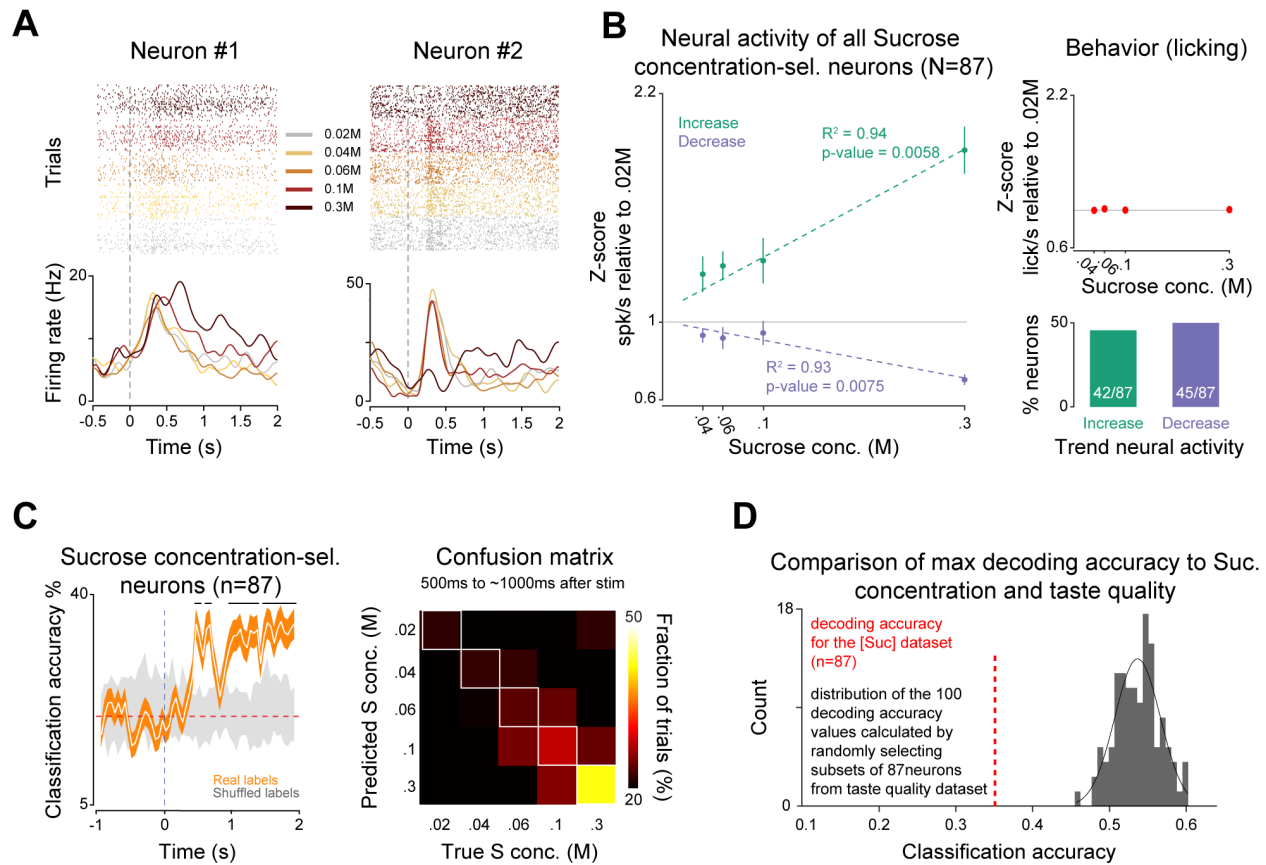 A
Neuron #1
Neuron #2
Trials
0.02M
0.04M
0.06M
0.1M
0.3M
Firing rate (Hz)
20
0
50
0
-0.5
0
0.5
1
1.5
2
-0.5
0
0.5
1
1.5
2
Time (s)
Time (s)
B
Neural activity of all Sucrose
concentration-sel. neurons (N=87)
2.2
1
0.6
Z-score
spk/s relative to .02M
Increase
Decrease
R² = 0.94
p-value = 0.0058
R² = 0.93
p-value = 0.0075
.04
.06
.1
.3
Sucrose conc. (M)
Behavior (licking)
2.2
0.6
Z-score
lick/s relative to .02M
.04
.06
.1
.3
Sucrose conc. (M)
% neurons
50
0
42/87
45/87
Increase
Decrease
Trend neural activity
C
Sucrose concentration-sel.
neurons (n=87)
Classification accuracy %
40
5
Real labels
Shuffled labels
-1
0
1
2
Time (s)
Confusion matrix
500ms to ~1000ms after stim
Predicted S conc. (M)
.02
.04
.06
.1
.3
.02
.04
.06
.1
.3
True S conc. (M)
50
20
Fraction of trials (%)
D
Comparison of max decoding accuracy to Suc.
concentration and taste quality
18
0
Count
decoding accuracy
for the [Suc] dataset
(n=87)
distribution of the 100
decoding accuracy
values calculated by
randomly selecting
subsets of 87neurons
from taste quality dataset
0.1
0.2
0.3
0.4
0.5
0.6
Classification accuracy